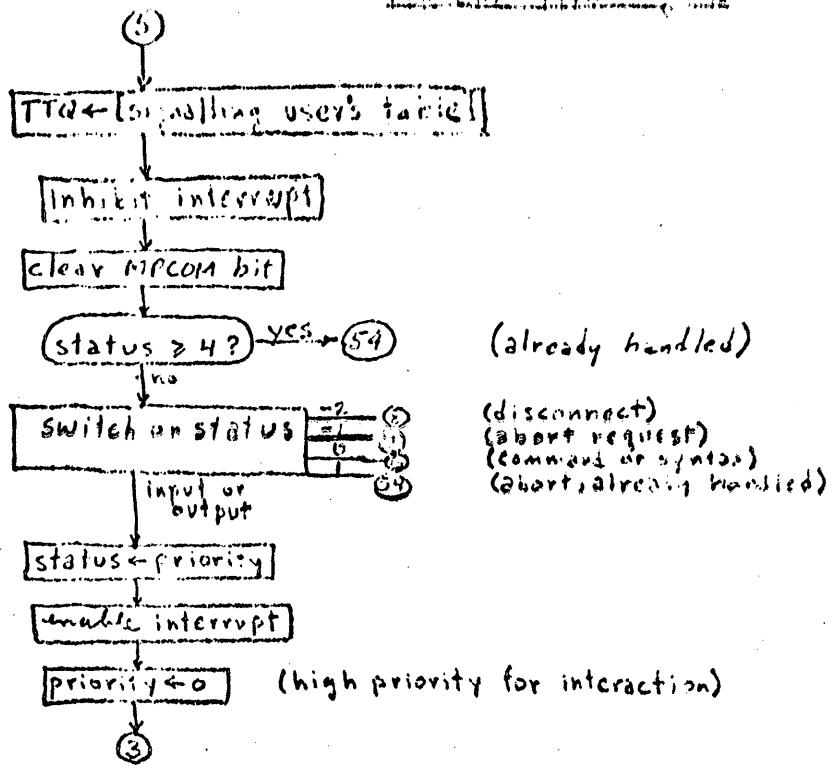 5
TTQ ← [signalling user's table]
inhibit interrupt
clear MPCOM bit
status ≥ 4? yes 54 (already handled)
no
switch on status -2 (disconnect)
-1 (abort request)
0 (command or syntax)
1 54 (abort, already handled)
input or
output
status ← priority
enable interrupt
priority ← 0 (high priority for interaction)
3